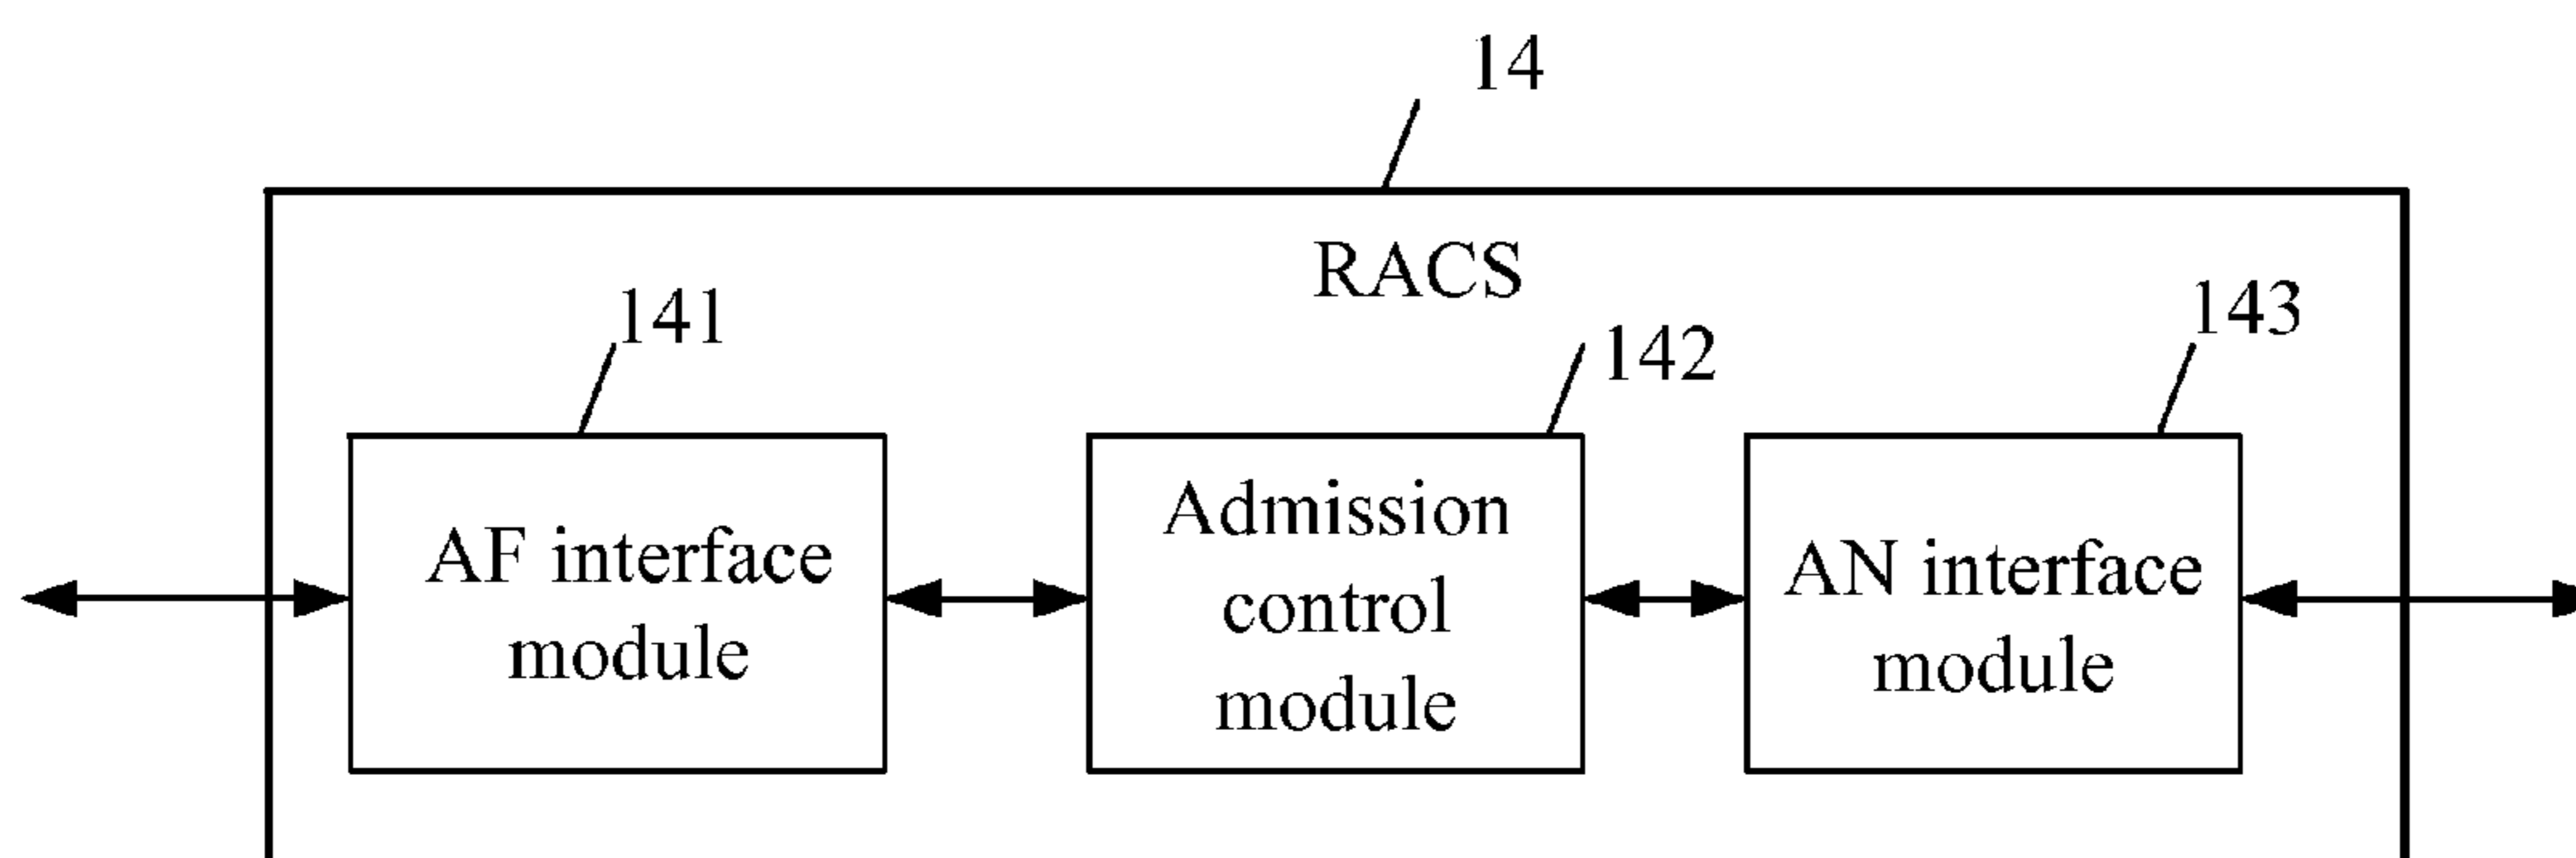 14
RACS
141
142
143
AF interface
module
Admission
control
module
AN interface
module